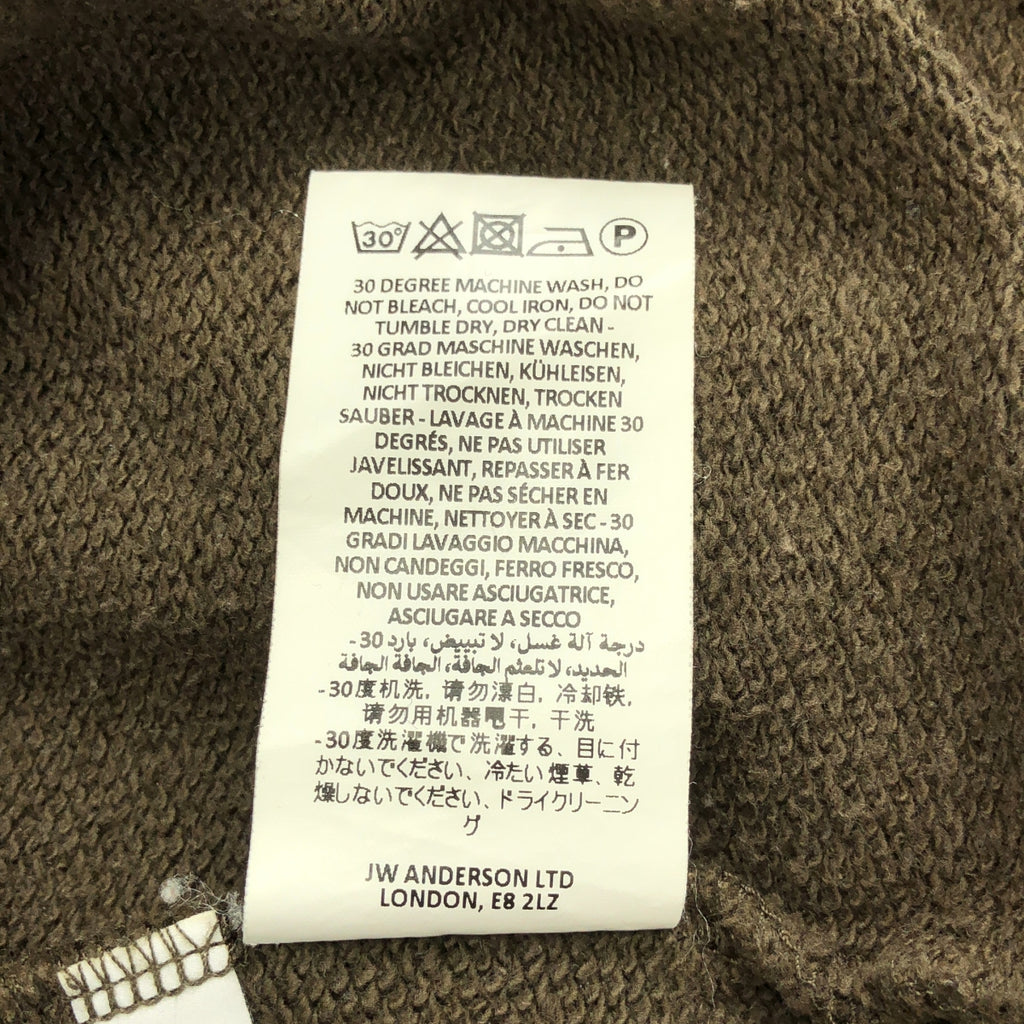 30°
P
30 DEGREE MACHINE WASH, DO
NOT BLEACH, COOL IRON, DO NOT
TUMBLE DRY, DRY CLEAN -
30 GRAD MASCHINE WASCHEN,
NICHT BLEICHEN, KÜHLEISEN,
NICHT TROCKNEN, TROCKEN
SAUBER - LAVAGE À MACHINE 30
DEGRÉS, NE PAS UTILISER
JAVELISSANT, REPASSER À FER
DOUX, NE PAS SÉCHER EN
MACHINE, NETTOYER À SEC - 30
GRADI LAVAGGIO MACCHINA,
NON CANDEGGI, FERRO FRESCO,
NON USARE ASCIUGATRICE,
ASCIUGARE A SECCO
درجة آلة غسل، لا تبييض، بارد 30 -
الحديد، لا تلعثم الجافة، الجافة الجافة
-30度机洗, 请勿漂白, 冷却铁,
请勿用机器甩干, 干洗
-30度洗濯機で洗濯する、目に付
かないでください、冷たい煙草、乾
燥しないでください、ドライクリーニン
グ
JW ANDERSON LTD
LONDON, E8 2LZ